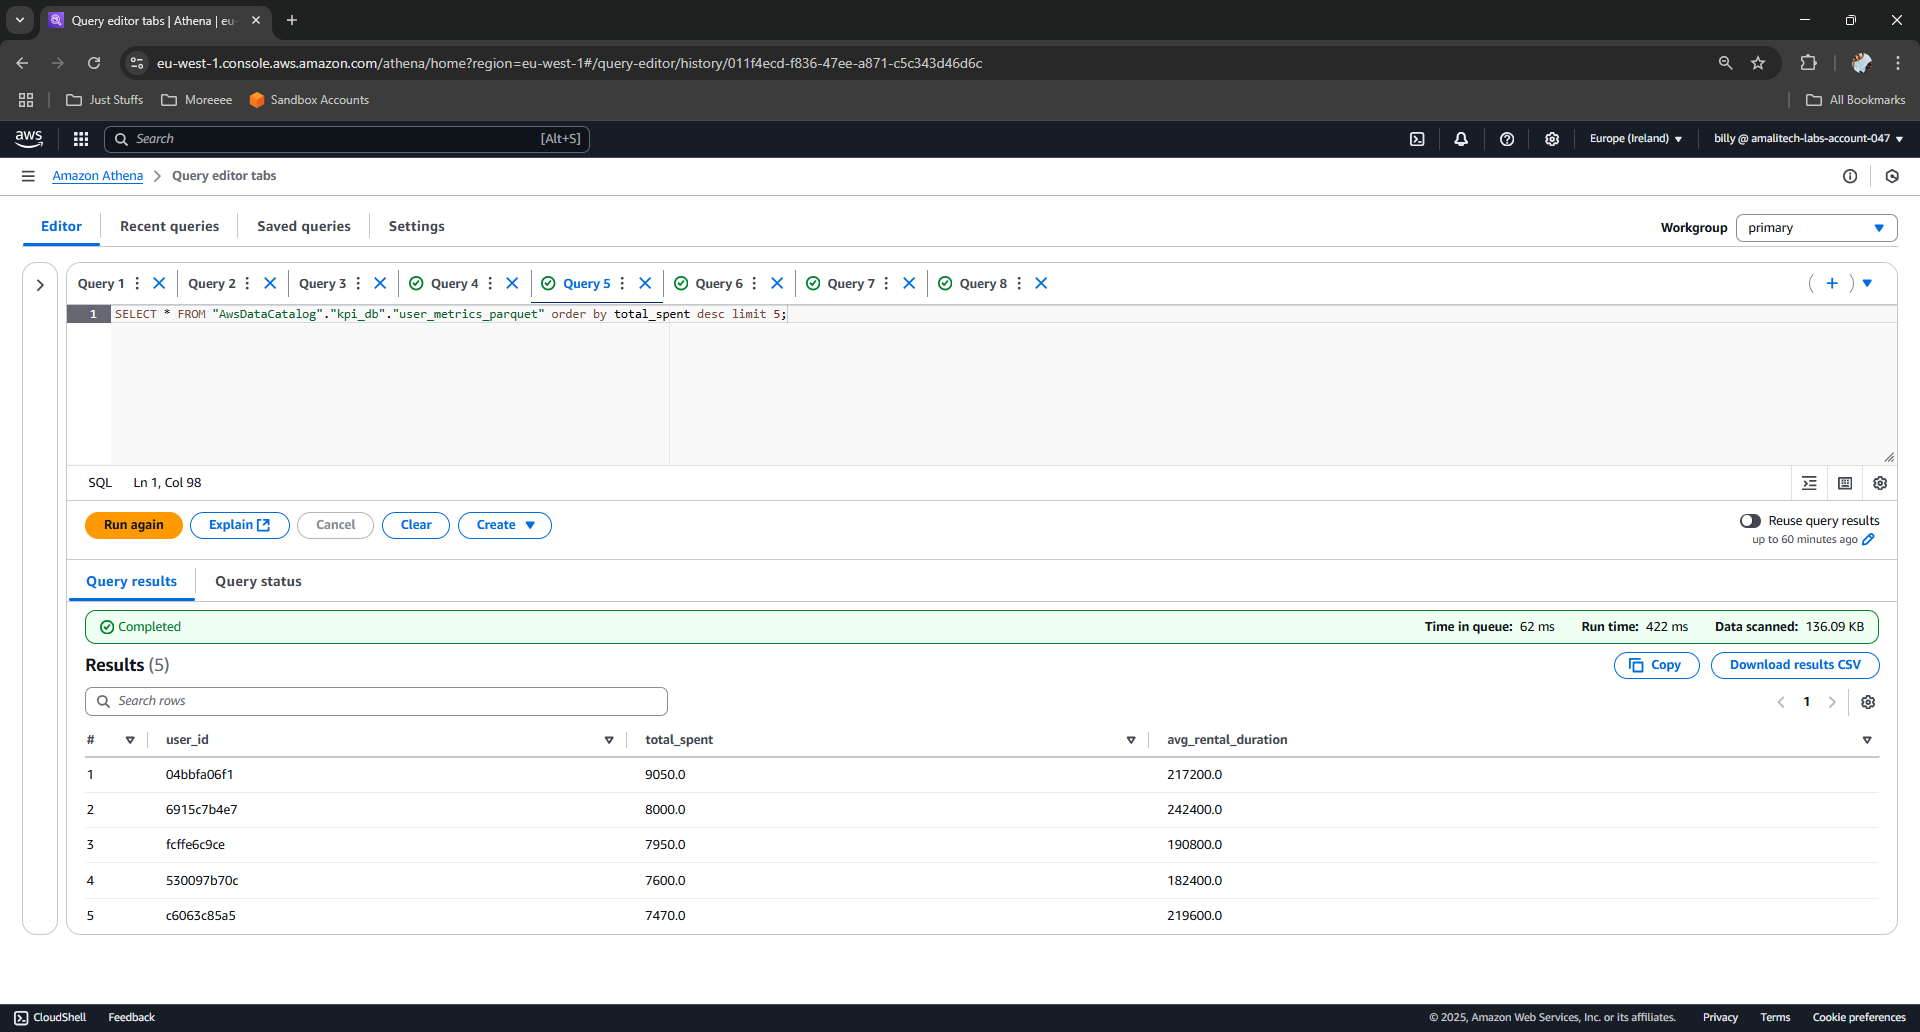 Query editor tabs | Athena | eu-
eu-west-1.console.aws.amazon.com/athena/home?region=eu-west-1#/query-editor/history/011f4ecd-f836-47ee-a871-c5c343d46d6c
Just Stuffs Moreeee Sandbox Accounts All Bookmarks
aws Search [Alt+S] Europe (Ireland) billy @ amalitech-labs-account-047
Amazon Athena Query editor tabs
Editor Recent queries Saved queries Settings Workgroup primary
Query 1 Query 2 Query 3 Query 4 Query 5 Query 6 Query 7 Query 8
1 SELECT * FROM "AwsDataCatalog"."kpi_db"."user_metrics_parquet" order by total_spent desc limit 5;
SQL Ln 1, Col 98
Run again Explain Cancel Clear Create Reuse query results
up to 60 minutes ago
Query results Query status
Completed Time in queue: 62 ms Run time: 422 ms Data scanned: 136.09 KB
Results (5) Copy Download results CSV
Search rows 1
# user_id total_spent avg_rental_duration
1 04bbfa06f1 9050.0 217200.0
2 6915c7b4e7 8000.0 242400.0
3 fcffe6c9ce 7950.0 190800.0
4 530097b70c 7600.0 182400.0
5 c6063c85a5 7470.0 219600.0
CloudShell Feedback © 2025, Amazon Web Services, Inc. or its affiliates. Privacy Terms Cookie preferences